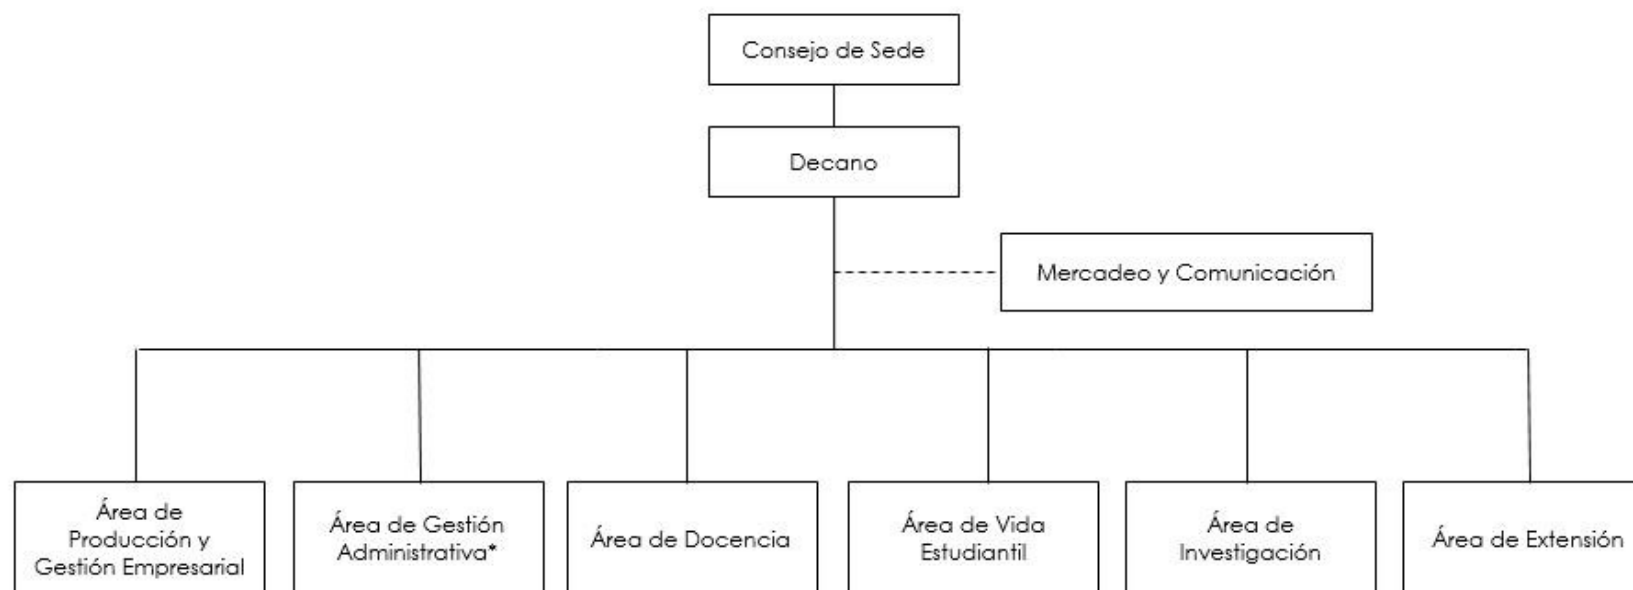 Consejo de Sede
Decano
Mercadeo y Comunicación
Área de
Producción y
Gestión Empresarial
Área de Gestión
Administrativa*
Área de Docencia
Área de Vida
Estudiantil
Área de
Investigación
Área de Extensión